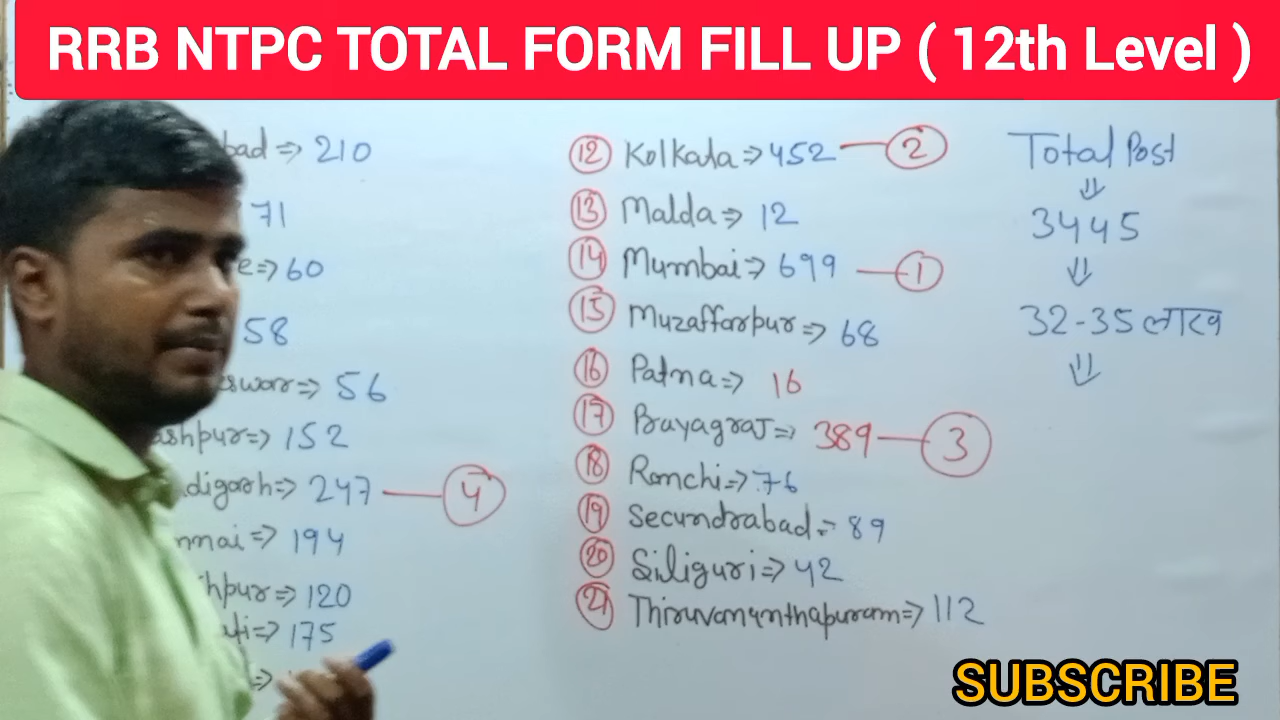 RRB NTPC TOTAL FORM FILL UP ( 12th Level )
bad => 210
71
e=> 60
58
eswar=> 56
ashpur=> 152
digarh=> 247 — 4
nnai => 194
hpur=> 120
ati=> 175
12 Kolkata => 452 — 2
13 Malda => 12
14 Mumbai => 699 — 1
15 Muzaffarpur => 68
16 Patna => 16
17 Prayagraj => 389 — 3
18 Ranchi => 76
19 Secundrabad = 89
20 Siliguri => 42
21 Thiruvananthapuram => 112
Total Post
⇓
3445
⇓
32-35 लाख
⇓
SUBSCRIBE